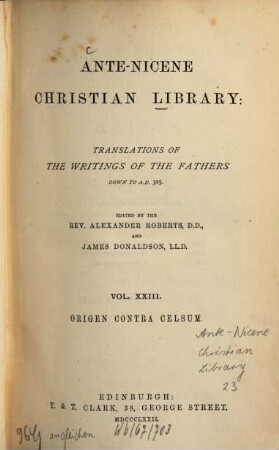 ANTE-NICENE
CHRISTIAN LIBRARY:
TRANSLATIONS OF
THE WRITINGS OF THE FATHERS
DOWN TO A.D. 325.
EDITED BY THE
REV. ALEXANDER ROBERTS, D.D.,
AND
JAMES DONALDSON, LL.D.
VOL. XXIII.
ORIGEN CONTRA CELSUM.
Ante-Nicene
Christian
Library
23
EDINBURGH:
T. & T. CLARK, 38, GEORGE STREET.
MDCCCLXXII.
angleichen